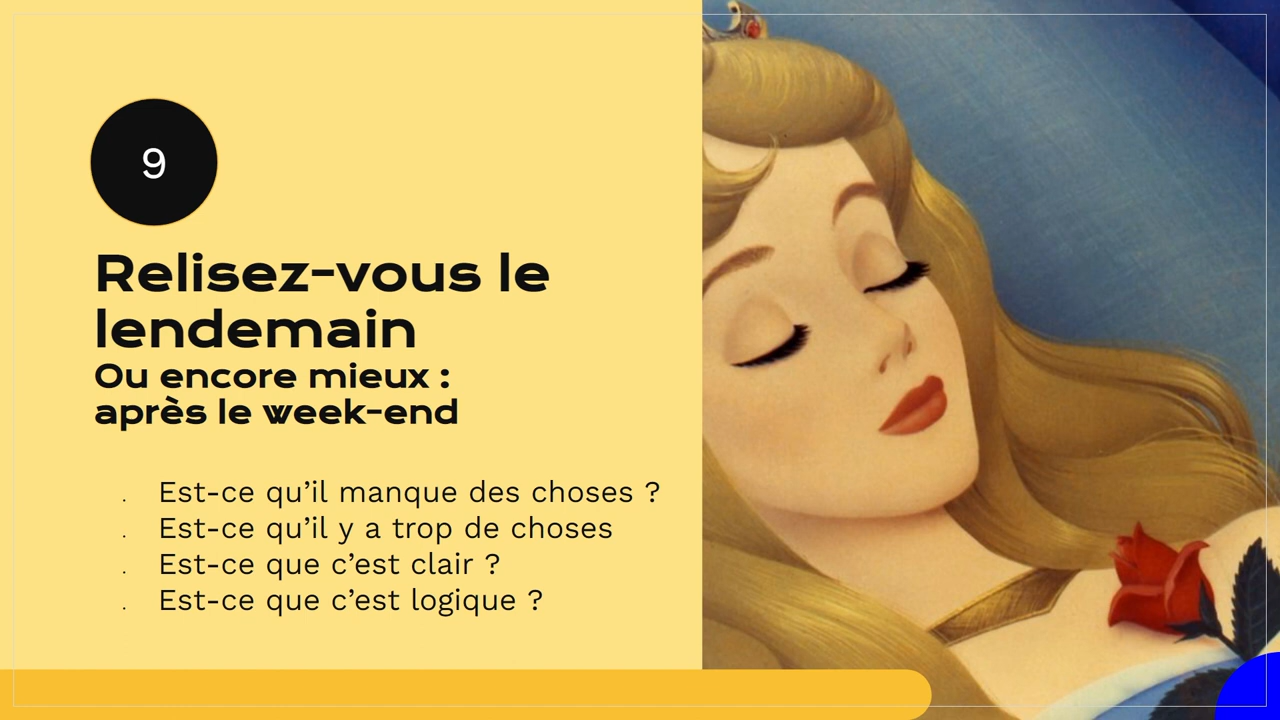 9
Relisez-vous le
lendemain
Ou encore mieux :
après le week-end
. Est-ce qu’il manque des choses ?
. Est-ce qu’il y a trop de choses
. Est-ce que c’est clair ?
. Est-ce que c’est logique ?